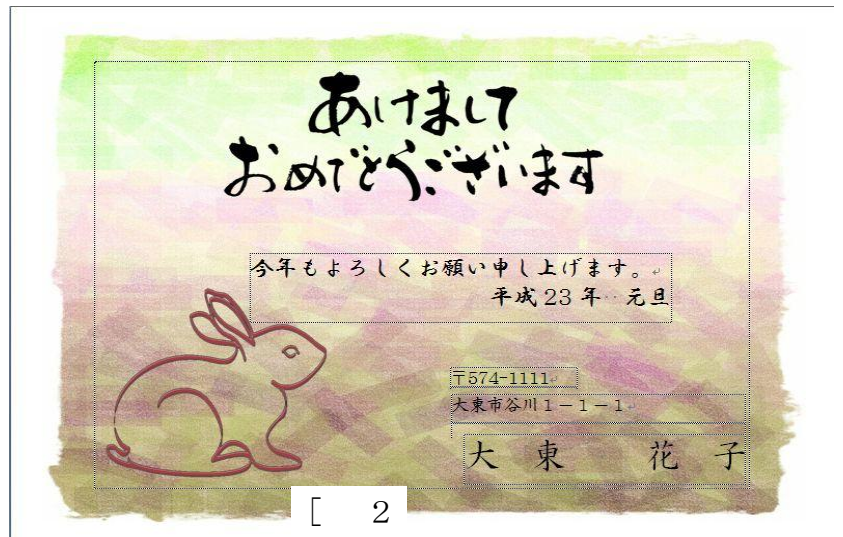 あけまして
おめでとうございます
今年もよろしくお願い申し上げます。
平成23年 元旦
〒574-1111
大東市谷川1－1－1
大 東 花 子
[ 2